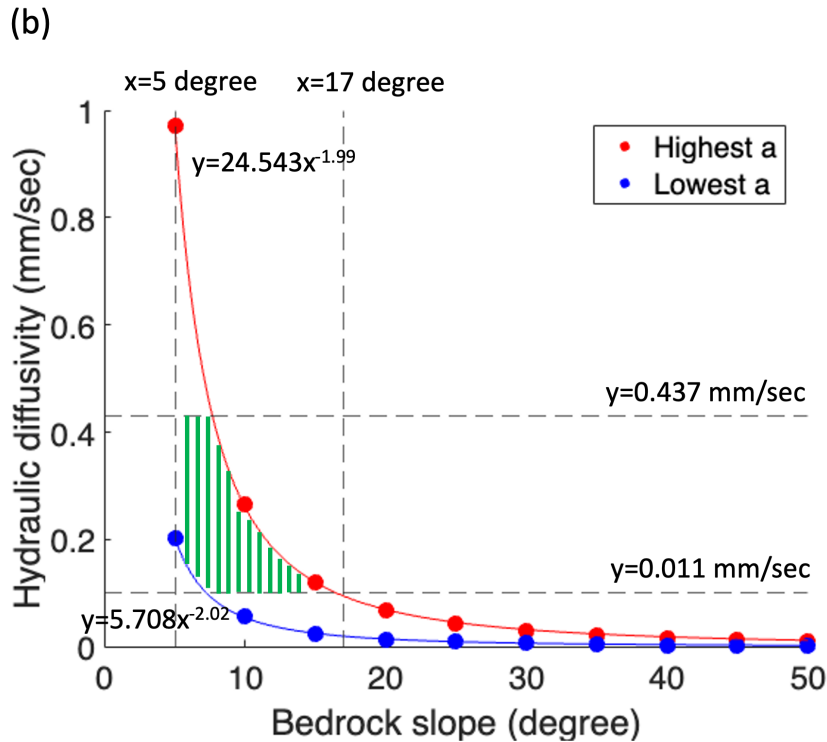 (b)
x=5 degree
x=17 degree
y=24.543x-1.99
Highest a
Lowest a
y=0.437 mm/sec
y=0.011 mm/sec
y=5.708x-2.02
Hydraulic diffusivity (mm/sec)
1
0.8
0.6
0.4
0.2
0
0 10 20 30 40 50
Bedrock slope (degree)